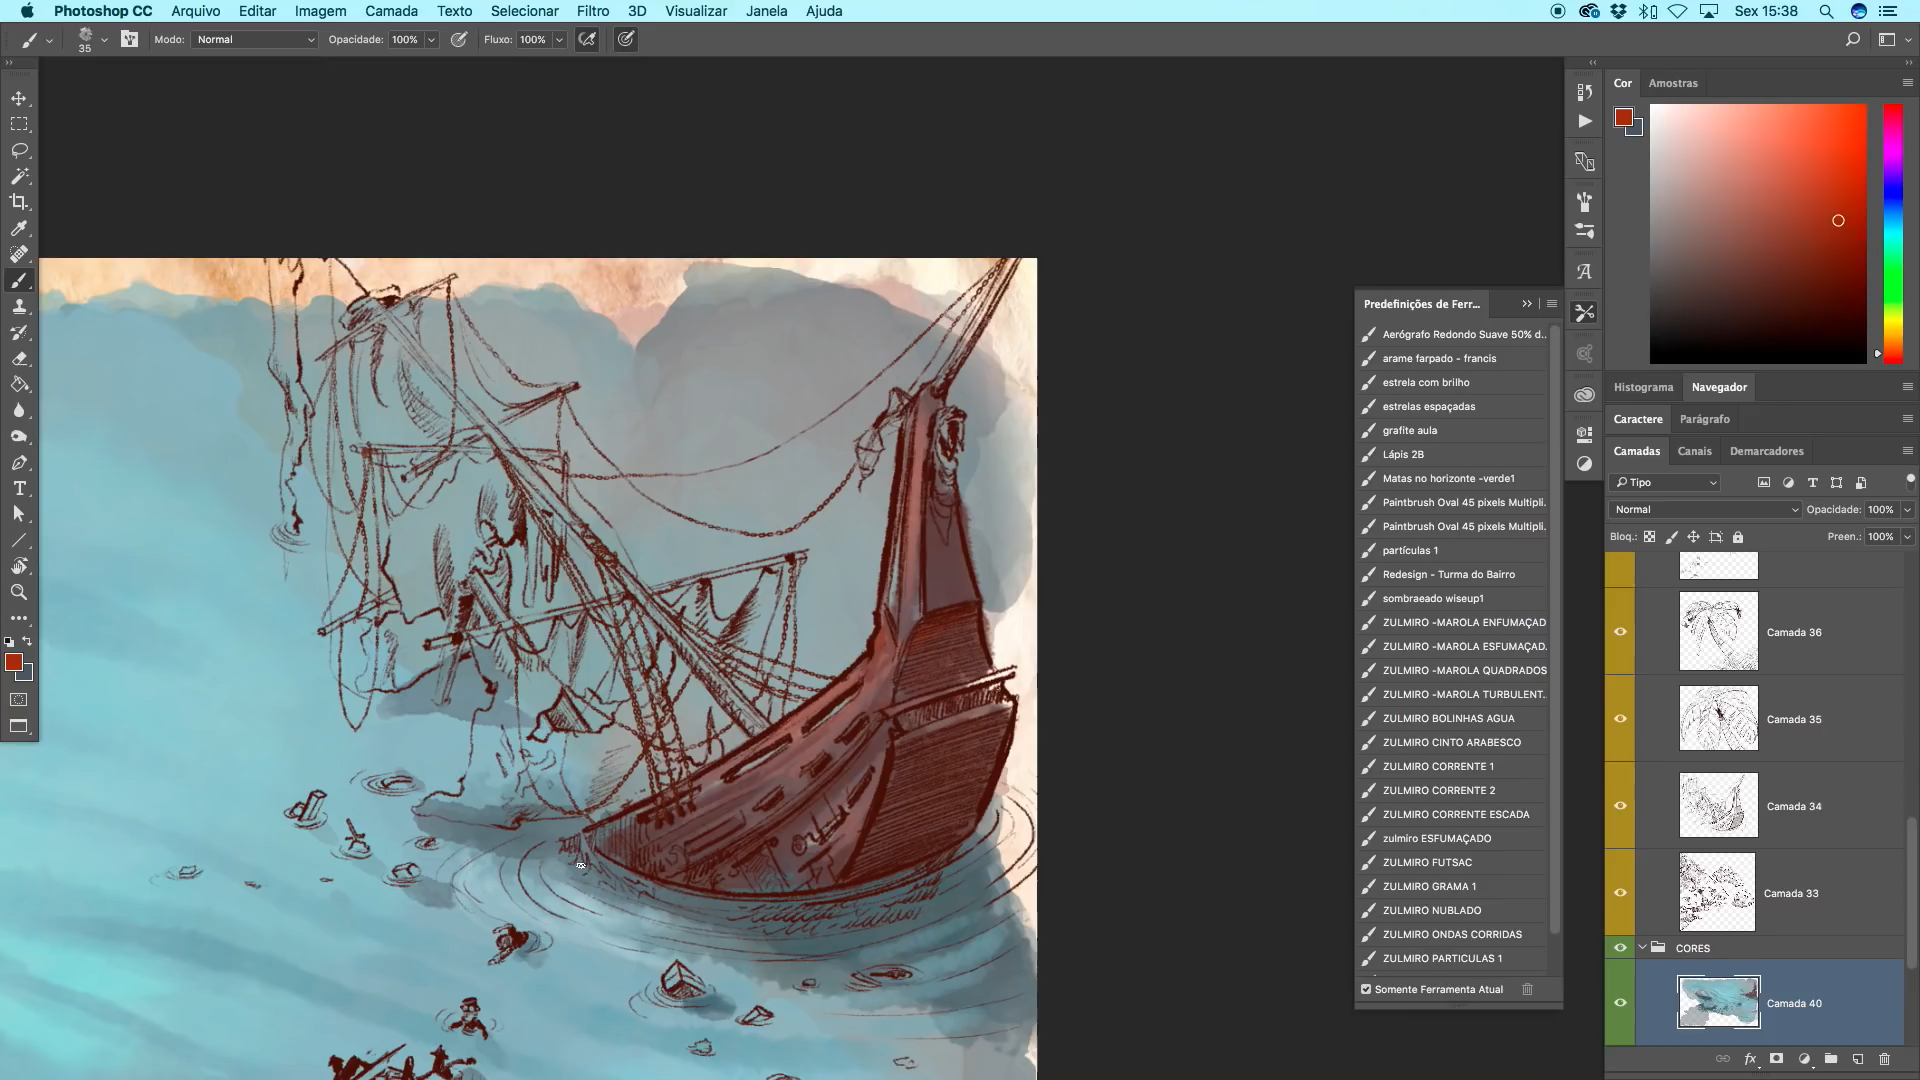 Photoshop CC Arquivo Editar Imagem Camada Texto Selecionar Filtro 3D Visualizar Janela Ajuda Sex 15:38
35 Modo: Normal Opacidade: 100% Fluxo: 100%
Cor Amostras
Predefinições de Ferr...
Aerógrafo Redondo Suave 50% d..
arame farpado - francis
estrela com brilho
estrelas espaçadas
grafite aula
Lápis 2B
Matas no horizonte -verde1
Paintbrush Oval 45 pixels Multipli.
Paintbrush Oval 45 pixels Multipli.
partículas 1
Redesign - Turma do Bairro
sombraeado wiseup1
ZULMIRO -MAROLA ENFUMAÇAD
ZULMIRO -MAROLA ESFUMAÇAD.
ZULMIRO -MAROLA QUADRADOS
ZULMIRO -MAROLA TURBULENT..
ZULMIRO BOLINHAS AGUA
ZULMIRO CINTO ARABESCO
ZULMIRO CORRENTE 1
ZULMIRO CORRENTE 2
ZULMIRO CORRENTE ESCADA
zulmiro ESFUMAÇADO
ZULMIRO FUTSAC
ZULMIRO GRAMA 1
ZULMIRO NUBLADO
ZULMIRO ONDAS CORRIDAS
ZULMIRO PARTICULAS 1
Somente Ferramenta Atual
Histograma Navegador
Caractere Parágrafo
Camadas Canais Demarcadores
Tipo
Normal Opacidade: 100%
Bloq.: Preen.: 100%
Camada 36
Camada 35
Camada 34
Camada 33
CORES
Camada 40
fx